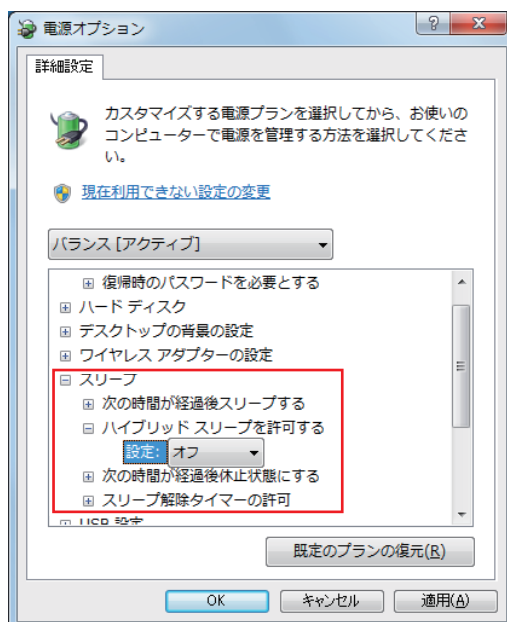 電源オプション
詳細設定
カスタマイズする電源プランを選択してから、お使いの
コンピューターで電源を管理する方法を選択してくださ
い。
現在利用できない設定の変更
バランス [アクティブ]
復帰時のパスワードを必要とする
ハード ディスク
デスクトップの背景の設定
ワイヤレス アダプターの設定
スリープ
次の時間が経過後スリープする
ハイブリッド スリープを許可する
設定: オフ
次の時間が経過後休止状態にする
スリープ解除タイマーの許可
USB 設定
既定のプランの復元(R)
OK キャンセル 適用(A)